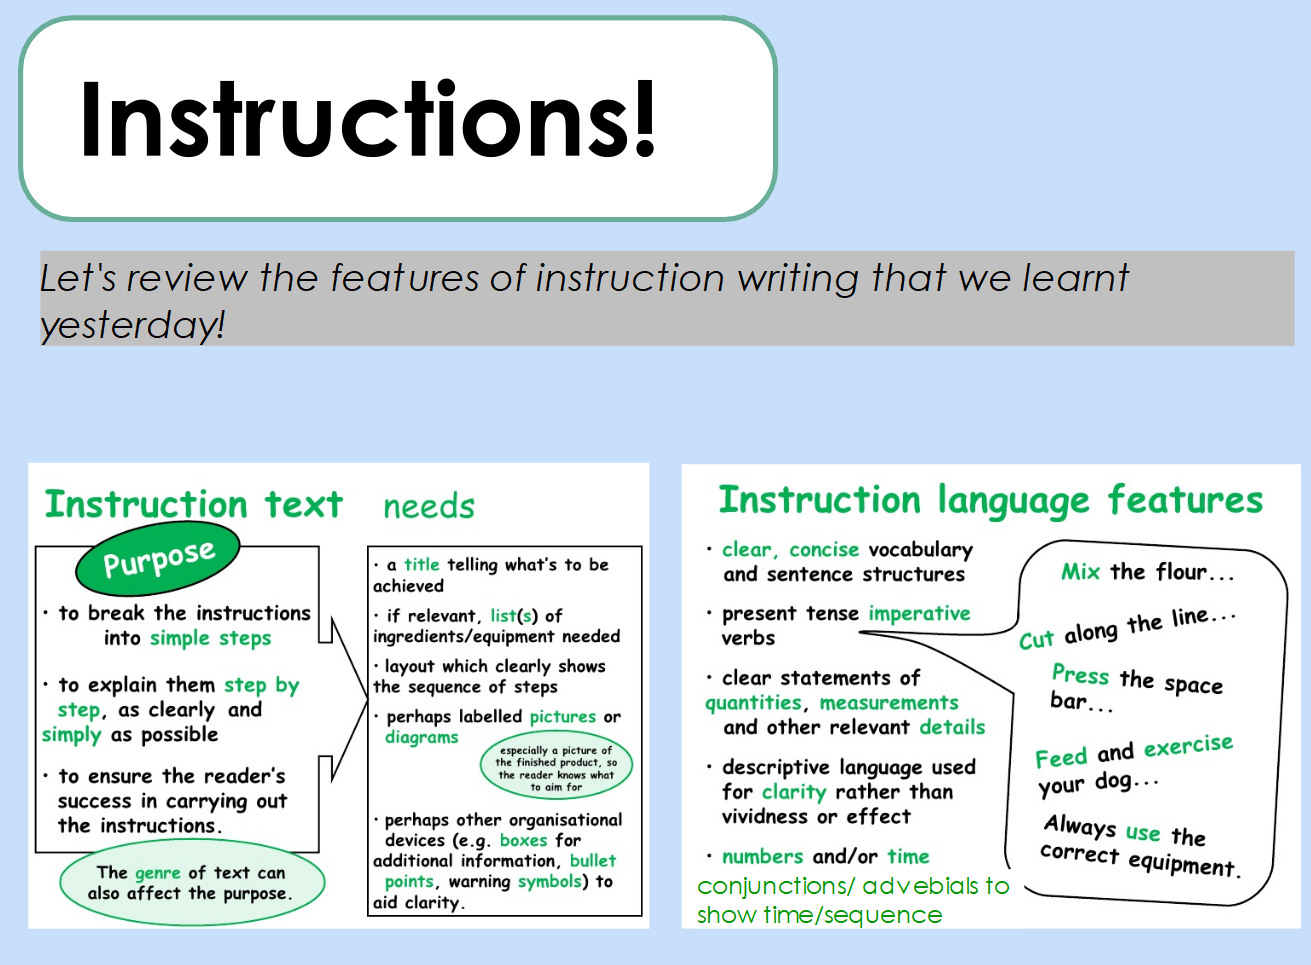 Instructions!
Let's review the features of instruction writing that we learnt
yesterday!
Instruction text needs
Purpose
· to break the instructions
into simple steps
· to explain them step by
step, as clearly and
simply as possible
· to ensure the reader's
success in carrying out
the instructions.
The genre of text can
also affect the purpose.
· a title telling what's to be
achieved
· if relevant, list(s) of
ingredients/equipment needed
· layout which clearly shows
the sequence of steps
· perhaps labelled pictures or
diagrams
especially a picture of
the finished product, so
the reader knows what
to aim for
· perhaps other organisational
devices (e.g. boxes for
additional information, bullet
points, warning symbols) to
aid clarity.
Instruction language features
· clear, concise vocabulary
and sentence structures
· present tense imperative
verbs
· clear statements of
quantities, measurements
and other relevant details
· descriptive language used
for clarity rather than
vividness or effect
· numbers and/or time
conjunctions/ advebials to
show time/sequence
Mix the flour...
Cut along the line...
Press the space
bar...
Feed and exercise
your dog...
Always use the
correct equipment.